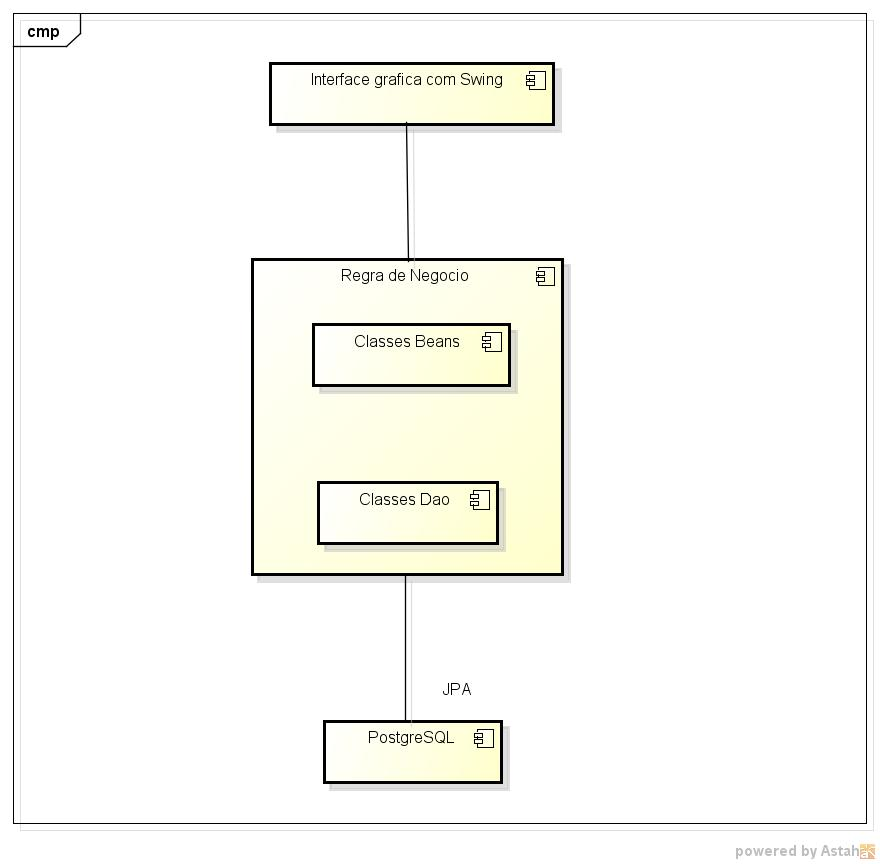 cmp
Interface grafica com Swing
Regra de Negocio
Classes Beans
Classes Dao
JPA
PostgreSQL
powered by Astah